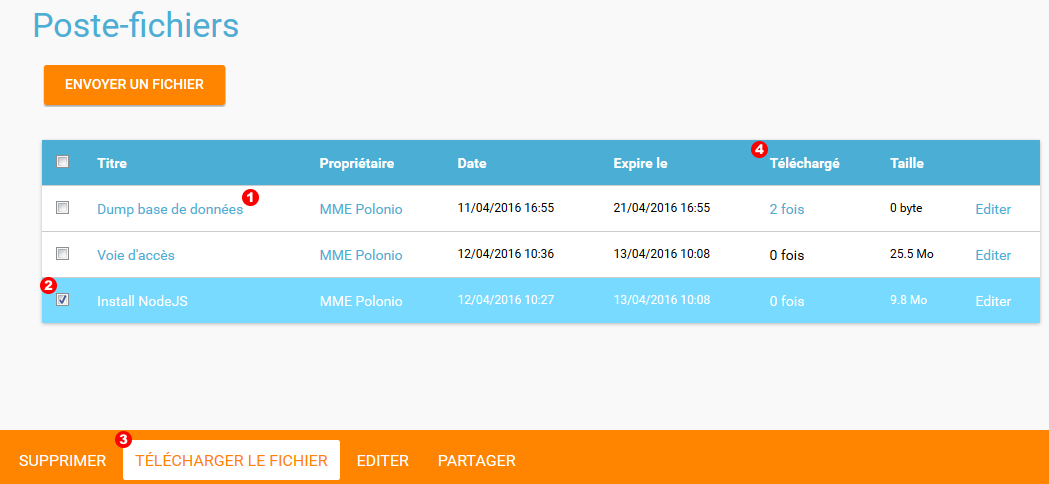 Poste-fichiers
ENVOYER UN FICHIER
Titre Propriétaire Date Expire le 4 Téléchargé Taille
Dump base de données 1 MME Polonio 11/04/2016 16:55 21/04/2016 16:55 2 fois 0 byte Editer
Voie d'accès MME Polonio 12/04/2016 10:36 13/04/2016 10:08 0 fois 25.5 Mo Editer
2 Install NodeJS MME Polonio 12/04/2016 10:27 13/04/2016 10:08 0 fois 9.8 Mo Editer
SUPPRIMER 3 TÉLÉCHARGER LE FICHIER EDITER PARTAGER